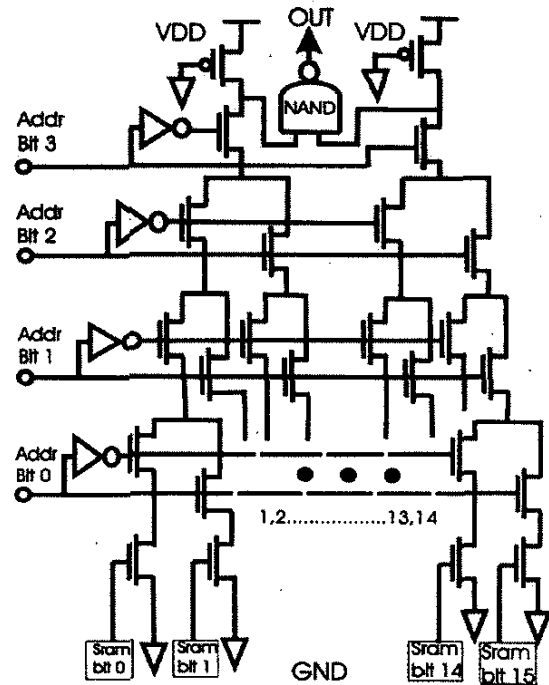 OUT
VDD
VDD
NAND
Addr
Bit 3
Addr
Bit 2
Addr
Bit 1
Addr
Bit 0
1,2..................13,14
Sram
bit 0
Sram
bit 1
GND
Sram
bit 14
Sram
bit 15